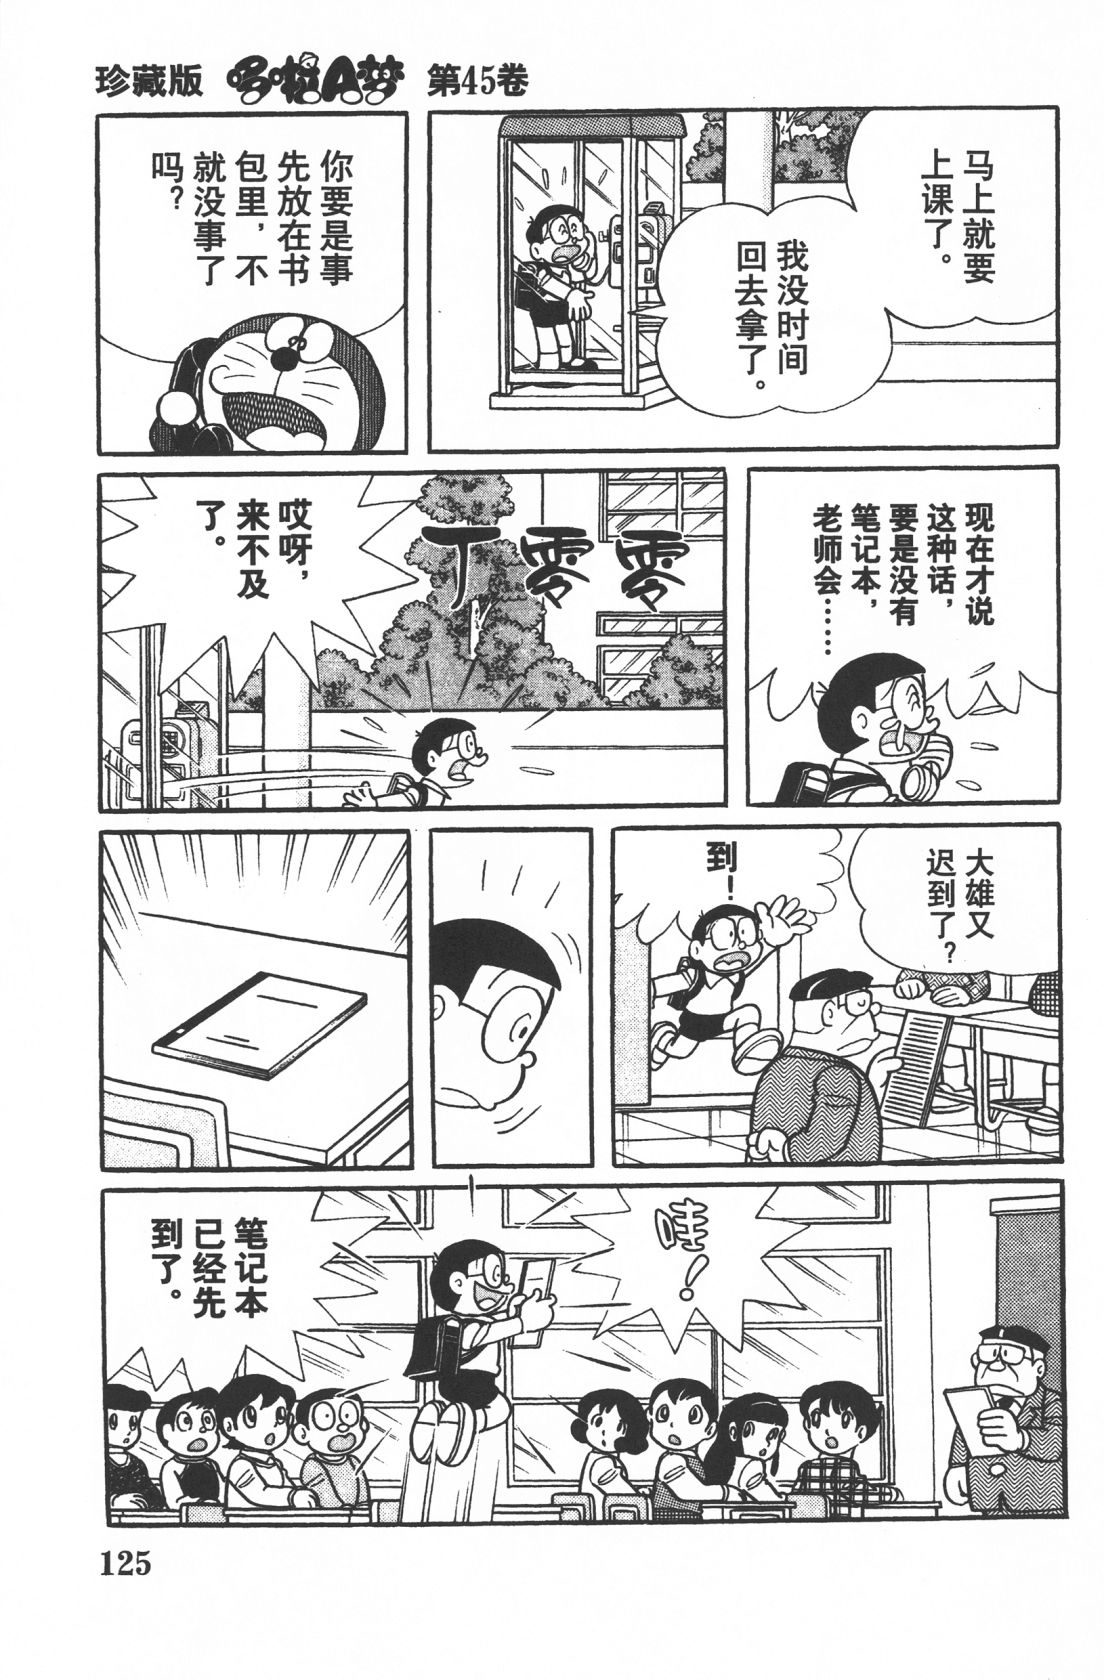 珍藏版 哆啦A梦 第45卷
马上就要
上课了。
我没时间
回去拿了。
你要是事
先放在书
包里，不
就没事了
吗？
现在才说
这种话，
要是没有
笔记本，
老师会……
丁零零
哎呀，
来不及
了。
大雄又
迟到了？
到！
哇！
笔记本
已经先
到了。
125